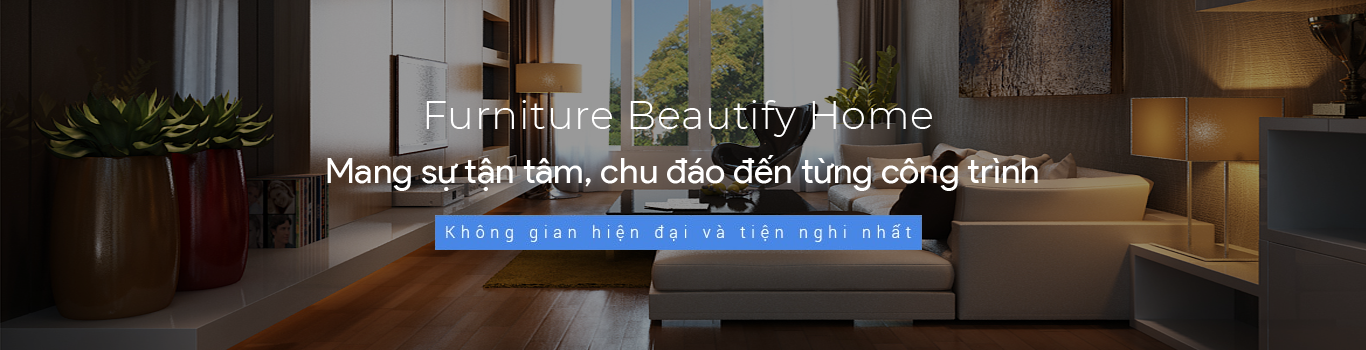 Furniture Beautify Home
Mang sự tận tâm, chu đáo đến từng công trình
Không gian hiện đại và tiện nghi nhất